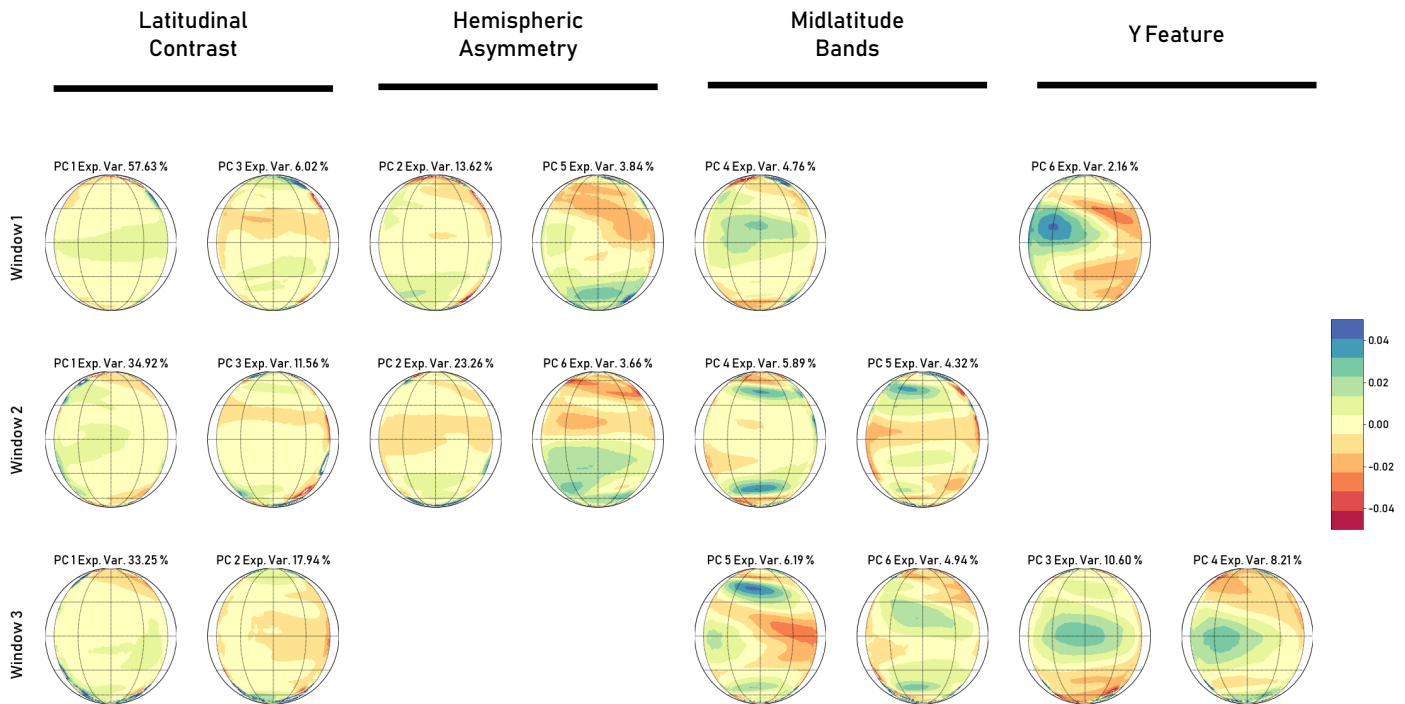 Latitudinal
Contrast
Hemispheric
Asymmetry
Midlatitude
Bands
Y Feature
Window 1
PC 1 Exp. Var. 57.63 %
PC 3 Exp. Var. 6.02 %
PC 2 Exp. Var. 13.62 %
PC 5 Exp. Var. 3.84 %
PC 4 Exp. Var. 4.76 %
PC 6 Exp. Var. 2.16 %
Window 2
PC 1 Exp. Var. 34.92 %
PC 3 Exp. Var. 11.56 %
PC 2 Exp. Var. 23.26 %
PC 6 Exp. Var. 3.66 %
PC 4 Exp. Var. 5.89 %
PC 5 Exp. Var. 4.32 %
0.04
0.02
0.00
-0.02
-0.04
Window 3
PC 1 Exp. Var. 33.25 %
PC 2 Exp. Var. 17.94 %
PC 5 Exp. Var. 6.19 %
PC 6 Exp. Var. 4.94 %
PC 3 Exp. Var. 10.60 %
PC 4 Exp. Var. 8.21 %